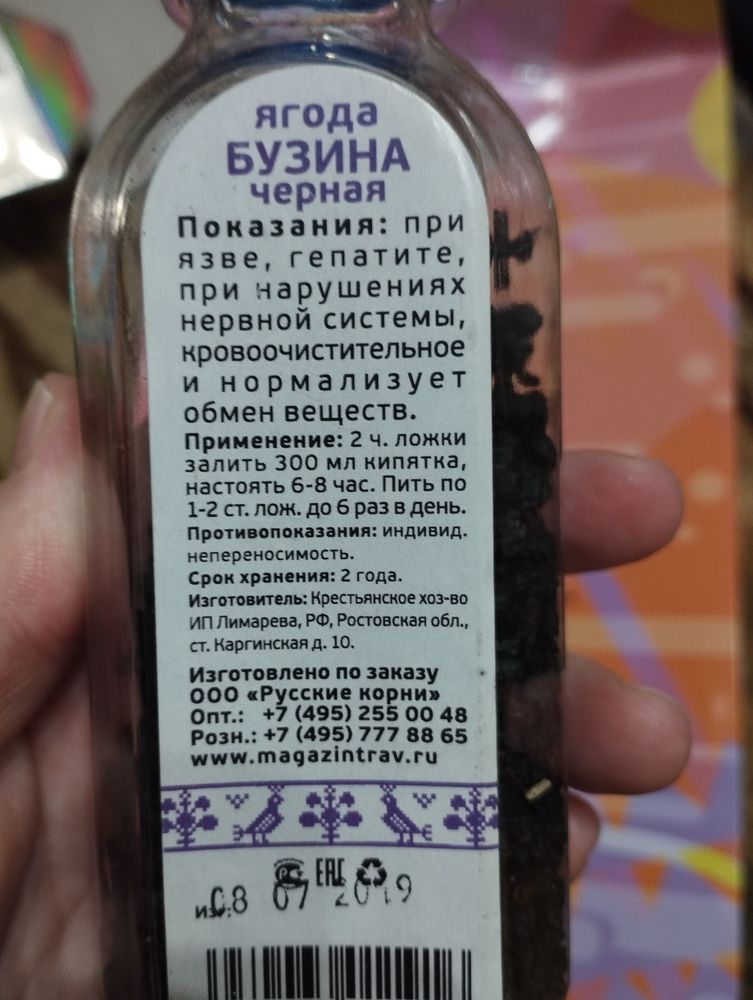 ягода
БУЗИНА
черная
Показания: при
язве, гепатите,
при нарушениях
нервной системы,
кровоочистительное
и нормализует
обмен веществ.
Применение: 2 ч. ложки
залить 300 мл кипятка,
настоять 6-8 час. Пить по
1-2 ст. лож. до 6 раз в день.
Противопоказания: индивид.
непереносимость.
Срок хранения: 2 года.
Изготовитель: Крестьянское хоз-во
ИП Лимарева, РФ, Ростовская обл.,
ст. Каргинская д. 10.
Изготовлено по заказу
ООО «Русские корни»
Опт.: +7 (495) 255 00 48
Розн.: +7 (495) 777 88 65
www.magazintrav.ru
РСТ ЕАС
изг.: 08 07 2019